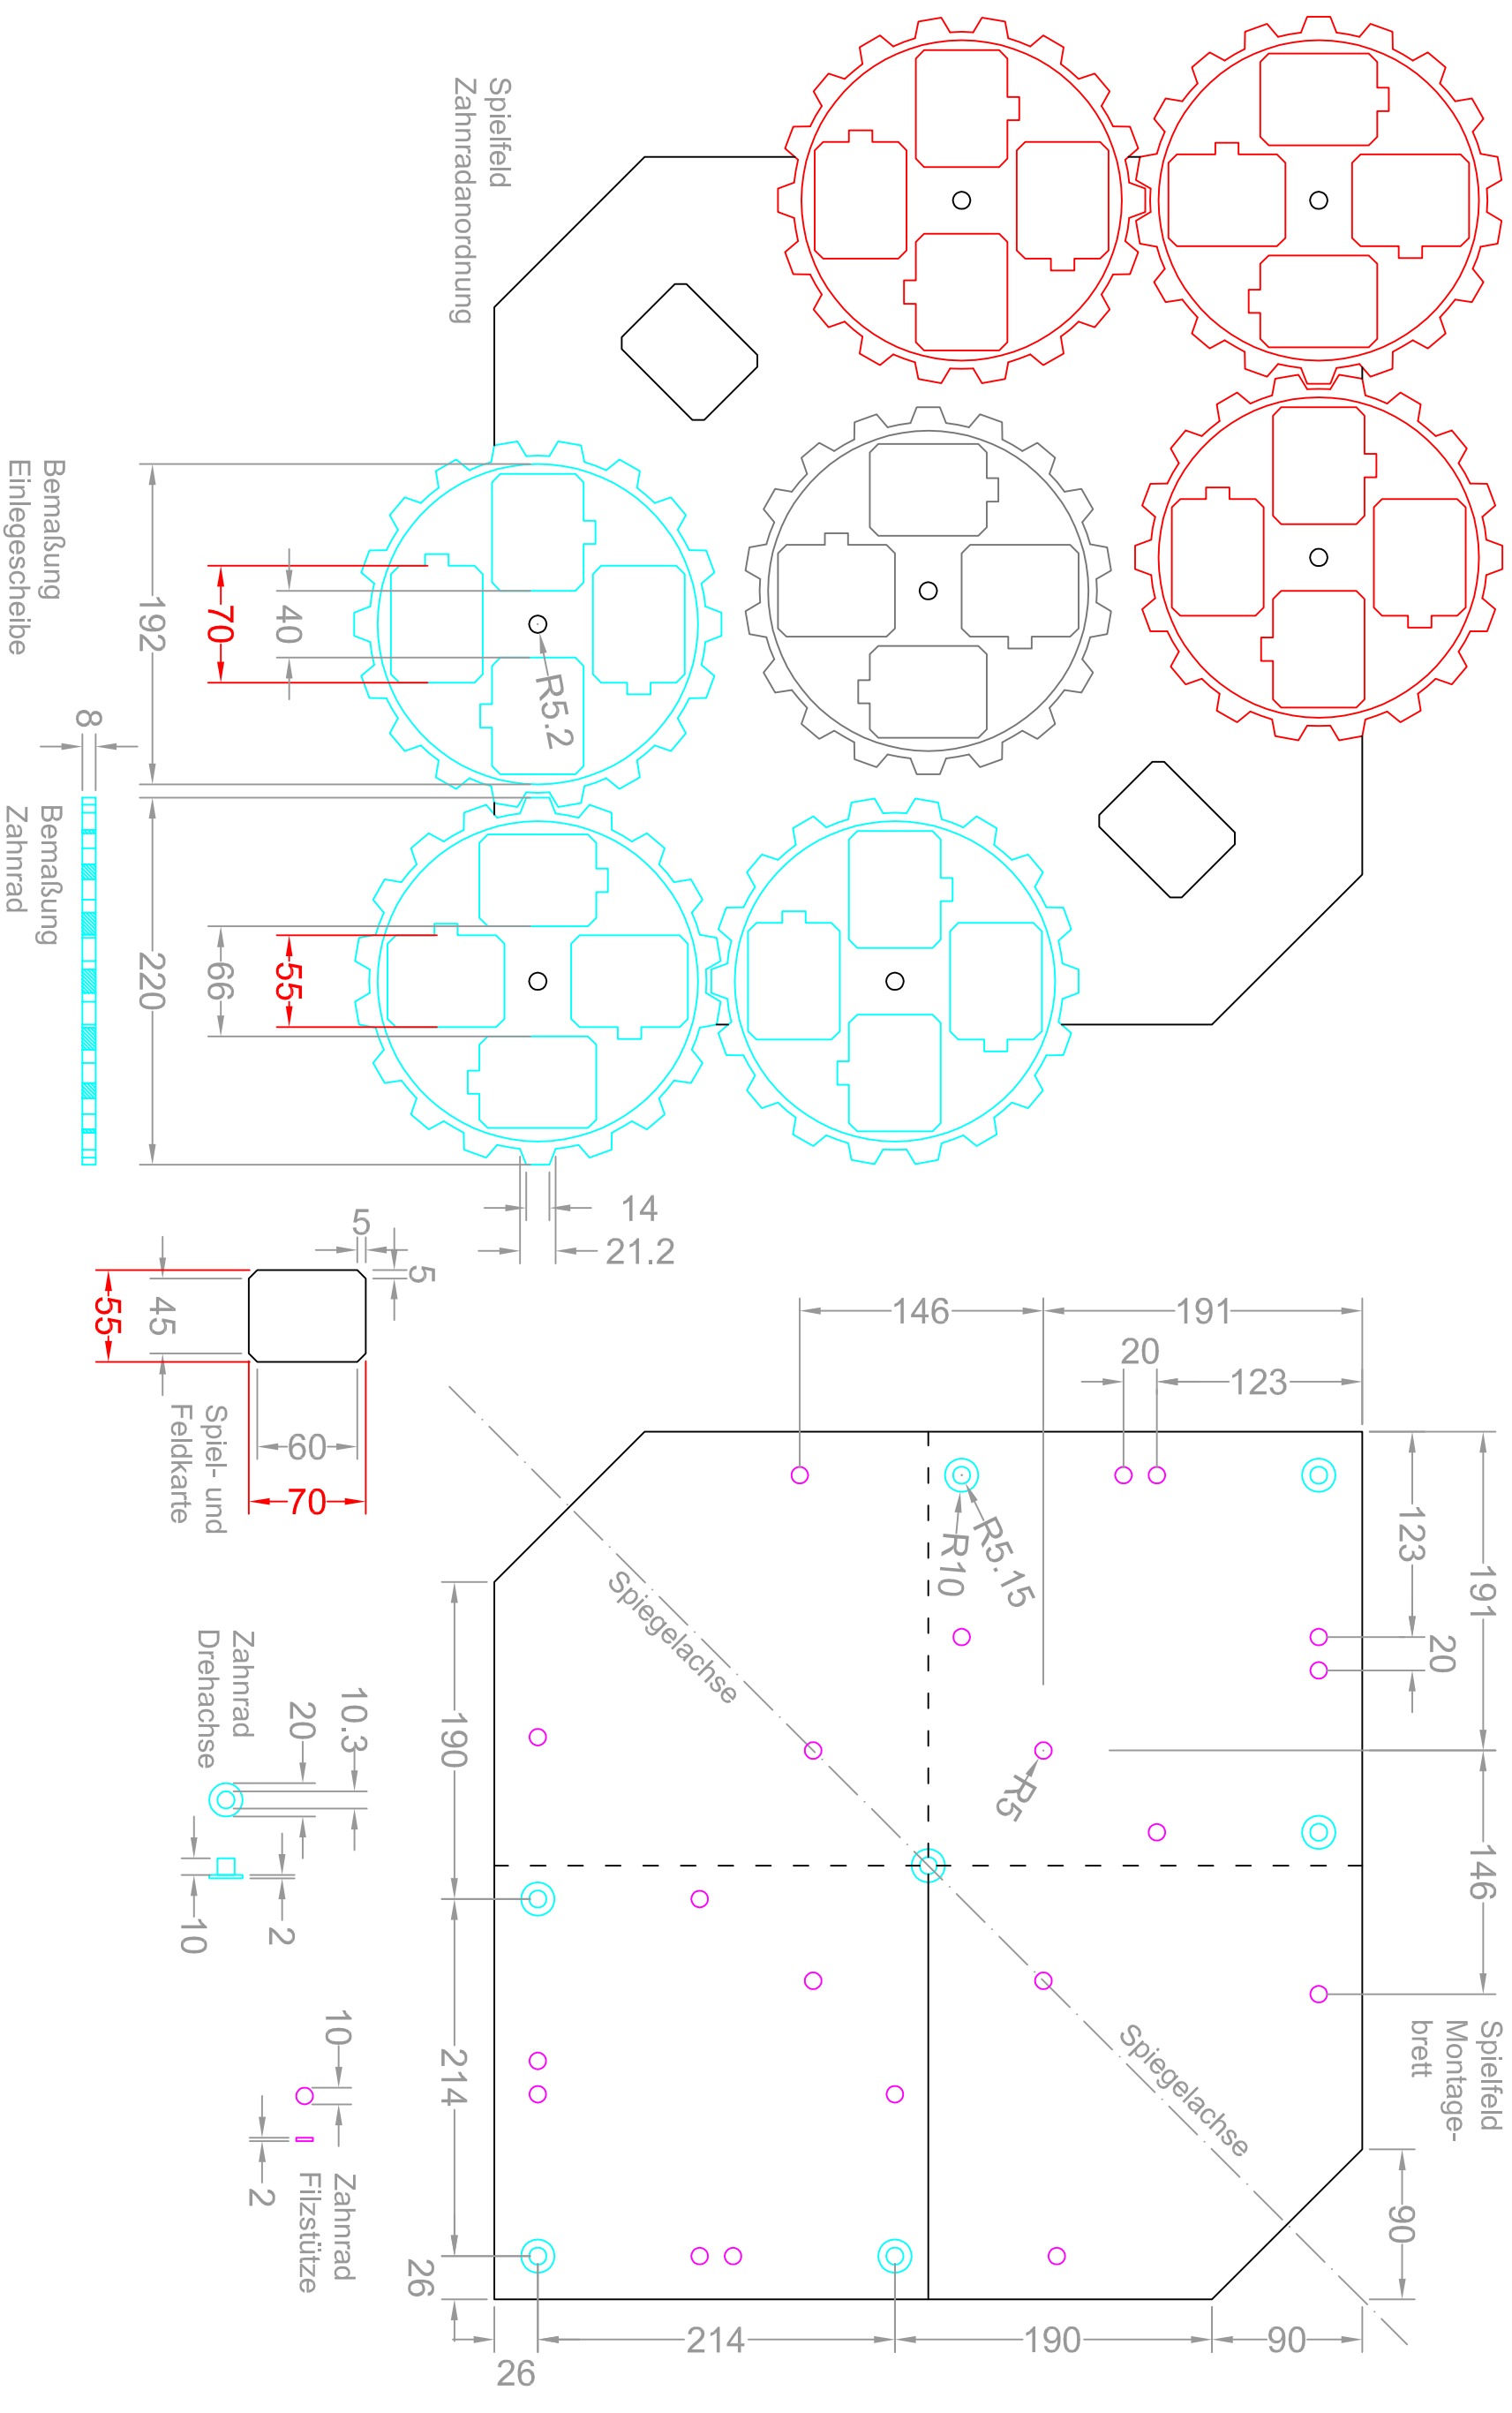 Spielfeld
Zahnradanordnung
Bemaßung
Einlegescheibe
192
70
40
R5.2
8
Bemaßung
Zahnrad
220
66
55
14
21.2
5
5
55
45
60
70
Spiel- und
Feldkarte
146
191
20
123
191
123
20
146
90
R5.15
R10
R5
Spiegelachse
Spiegelachse
Spielfeld
Montage-
brett
190
214
26
26
214
190
90
Zahnrad
Drehachse
20
10.3
10
2
10
2
Zahnrad
Filzstütze